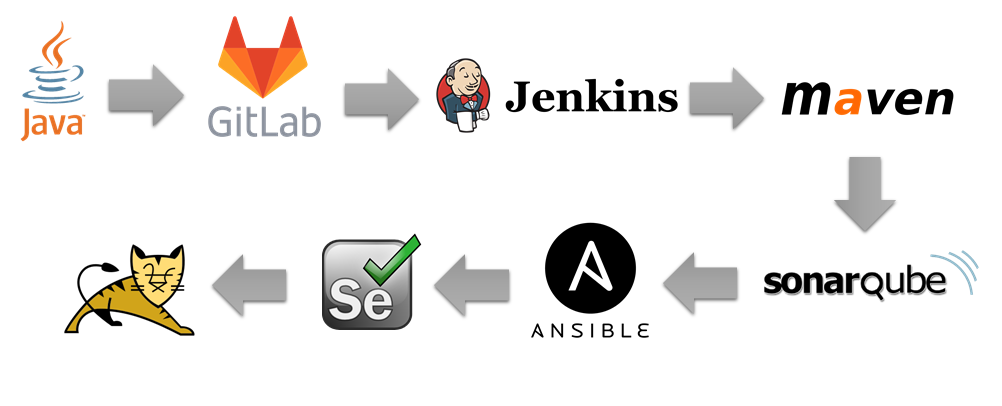 Java
GitLab
Jenkins
maven
sonarqube
Se
ANSIBLE